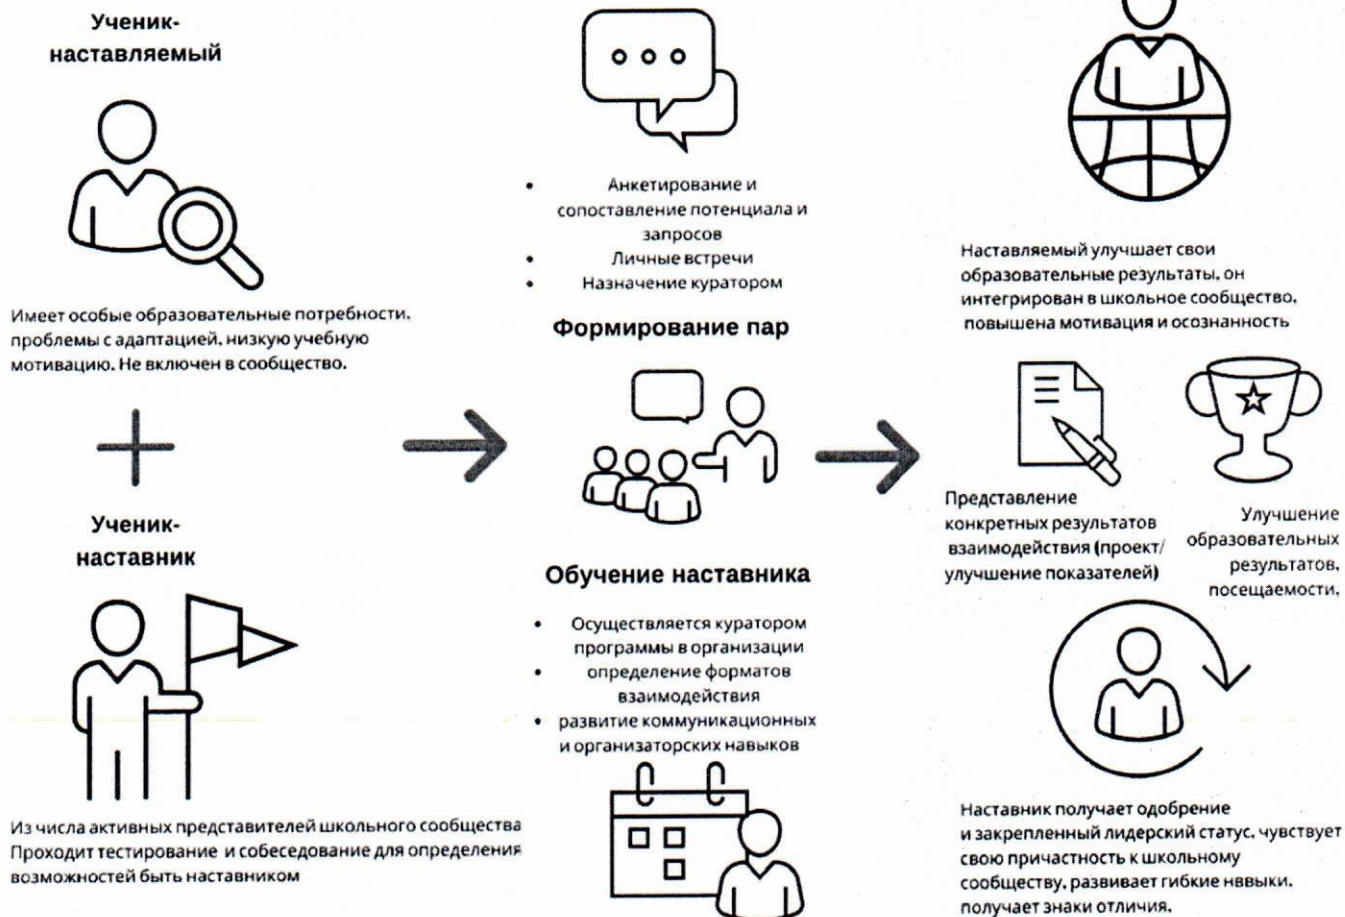 Ученик-
наставляемый
Имеет особые образовательные потребности,
проблемы с адаптацией, низкую учебную
мотивацию. Не включен в сообщество.
Ученик-
наставник
Из числа активных представителей школьного сообщества
Проходит тестирование и собеседование для определения
возможностей быть наставником
• Анкетирование и
сопоставление потенциала и
запросов
• Личные встречи
• Назначение куратором
Формирование пар
Обучение наставника
• Осуществляется куратором
программы в организации
• определение форматов
взаимодействия
• развитие коммуникационных
и организаторских навыков
Наставляемый улучшает свои
образовательные результаты, он
интегрирован в школьное сообщество,
повышена мотивация и осознанность
Представление
конкретных результатов
взаимодействия (проект/
улучшение показателей)
Улучшение
образовательных
результатов,
посещаемости,
Наставник получает одобрение
и закрепленный лидерский статус, чувствует
свою причастность к школьному
сообществу, развивает гибкие нввыки,
получает знаки отличия.